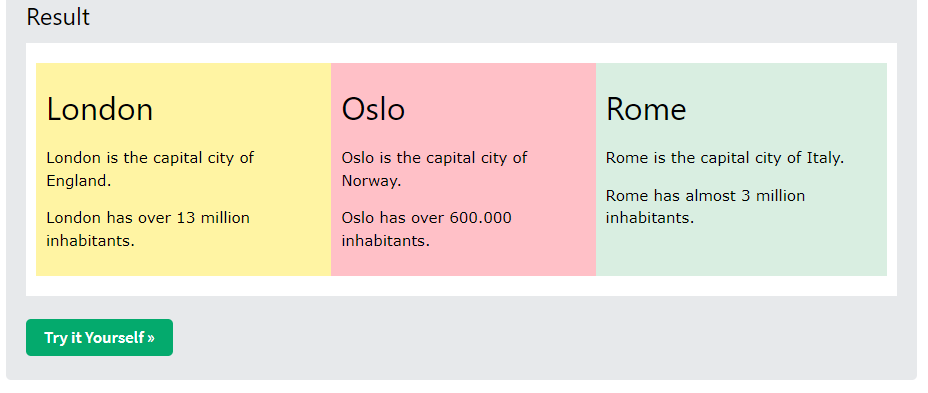 Result
London
London is the capital city of
England.
London has over 13 million
inhabitants.
Oslo
Oslo is the capital city of
Norway.
Oslo has over 600.000
inhabitants.
Rome
Rome is the capital city of Italy.
Rome has almost 3 million
inhabitants.
Try it Yourself »